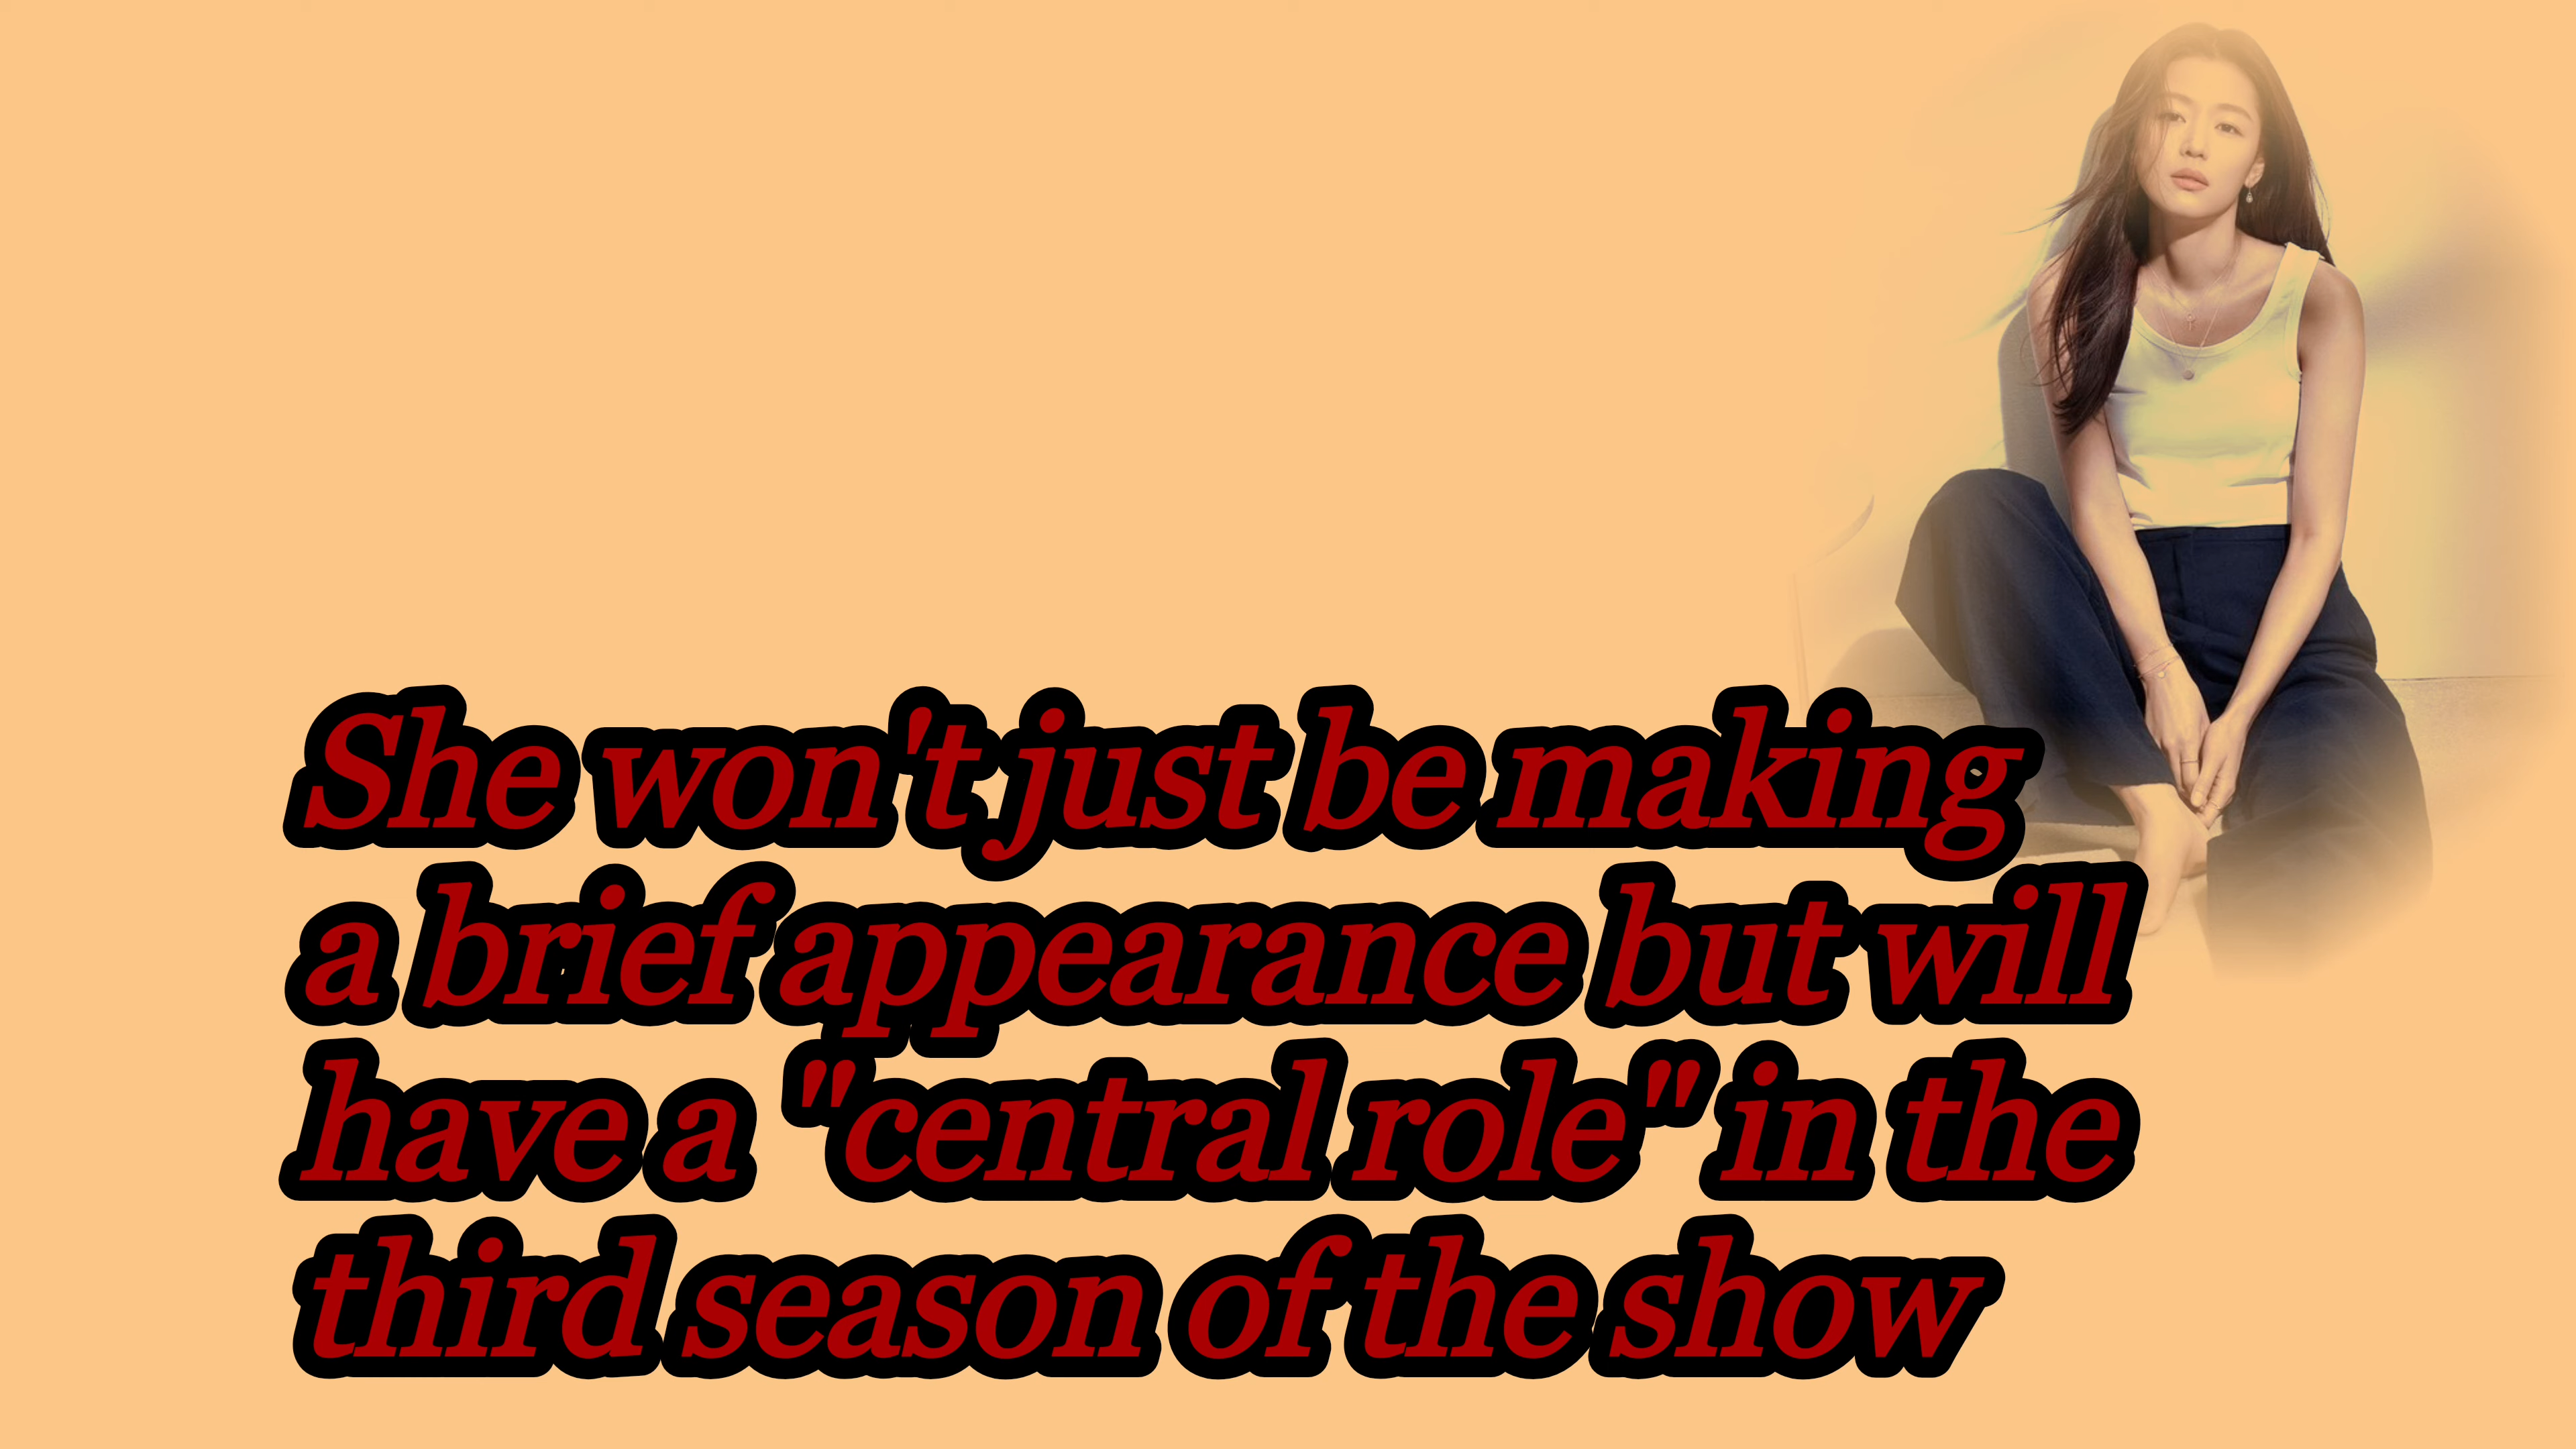 She won't just be making
a brief appearance but will
have a "central role" in the
third season of the show